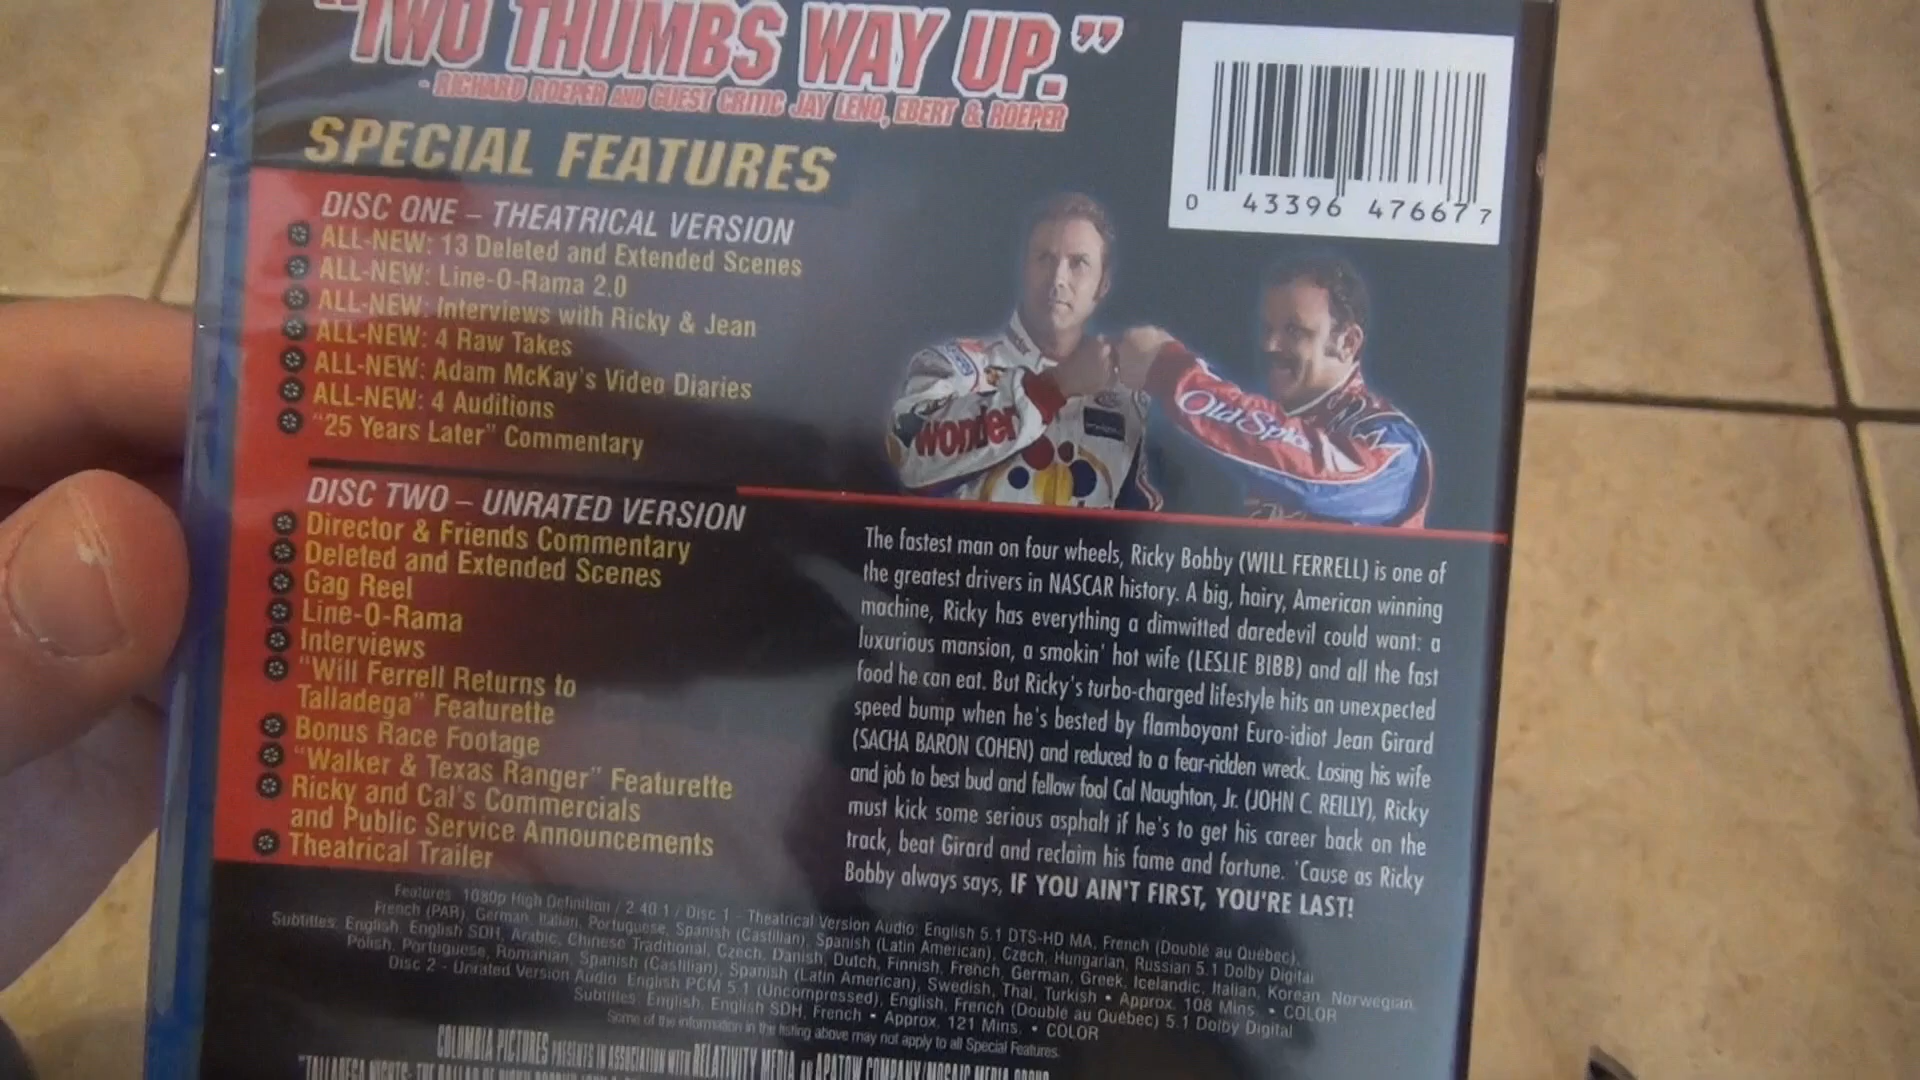 "TWO THUMBS WAY UP."
- RICHARD ROEPER AND GUEST CRITIC JAY LENO, EBERT & ROEPER
SPECIAL FEATURES
DISC ONE – THEATRICAL VERSION
ALL-NEW: 13 Deleted and Extended Scenes
ALL-NEW: Line-O-Rama 2.0
ALL-NEW: Interviews with Ricky & Jean
ALL-NEW: 4 Raw Takes
ALL-NEW: Adam McKay's Video Diaries
ALL-NEW: 4 Auditions
"25 Years Later" Commentary
DISC TWO – UNRATED VERSION
Director & Friends Commentary
Deleted and Extended Scenes
Gag Reel
Line-O-Rama
Interviews
"Will Ferrell Returns to
Talladega" Featurette
Bonus Race Footage
"Walker & Texas Ranger" Featurette
Ricky and Cal's Commercials
and Public Service Announcements
Theatrical Trailer
0 43396 47667 7
wonder
Old Spice
The fastest man on four wheels, Ricky Bobby (WILL FERRELL) is one of
the greatest drivers in NASCAR history. A big, hairy, American winning
machine, Ricky has everything a dimwitted daredevil could want: a
luxurious mansion, a smokin' hot wife (LESLIE BIBB) and all the fast
food he can eat. But Ricky's turbo-charged lifestyle hits an unexpected
speed bump when he's bested by flamboyant Euro-idiot Jean Girard
(SACHA BARON COHEN) and reduced to a fear-ridden wreck. Losing his wife
and job to best bud and fellow fool Cal Naughton, Jr. (JOHN C. REILLY), Ricky
must kick some serious asphalt if he's to get his career back on the
track, beat Girard and reclaim his fame and fortune. 'Cause as Ricky
Bobby always says, IF YOU AIN'T FIRST, YOU'RE LAST!
Features: 1080p High Definition / 2.40:1 / Disc 1 - Theatrical Version Audio: English 5.1 DTS-HD MA, French (Doublé au Québec),
French (PAR), German, Italian, Portuguese, Spanish (Castilian), Spanish (Latin American), Czech, Hungarian, Russian 5.1 Dolby Digital
Subtitles: English, English SDH, Arabic, Chinese Traditional, Czech, Danish, Dutch, Finnish, French, German, Greek, Icelandic, Italian, Korean, Norwegian,
Polish, Portuguese, Romanian, Spanish (Castilian), Spanish (Latin American), Swedish, Thai, Turkish • Approx. 108 Mins. • COLOR
Disc 2 - Unrated Version Audio: English PCM 5.1 (Uncompressed), English, French (Doublé au Québec) 5.1 Dolby Digital
Subtitles: English, English SDH, French • Approx. 121 Mins. • COLOR
Some of the information in the listing above may not apply to all Special Features.
COLUMBIA PICTURES PRESENTS IN ASSOCIATION WITH RELATIVITY MEDIA AN APATOW COMPANY/MOSAIC MEDIA GROUP
"TALLADEGA NIGHTS: THE BALLAD OF RICKY BOBBY"